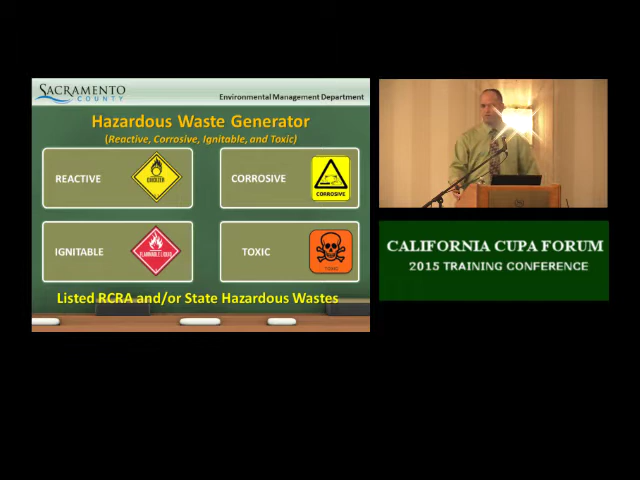 SACRAMENTO
COUNTY
Environmental Management Department
Hazardous Waste Generator
(Reactive, Corrosive, Ignitable, and Toxic)
REACTIVE
OXIDIZER
CORROSIVE
CORROSIVE
IGNITABLE
FLAMMABLE LIQUID
TOXIC
TOXIC
Listed RCRA and/or State Hazardous Wastes
CALIFORNIA CUPA FORUM
2015 TRAINING CONFERENCE